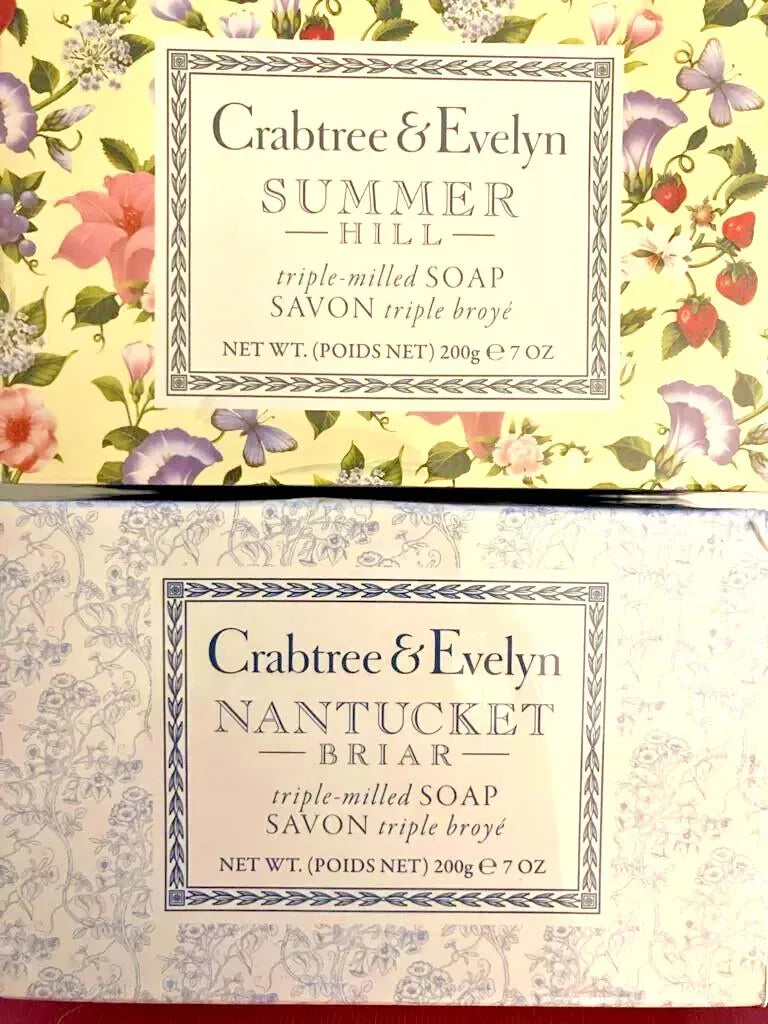 Crabtree & Evelyn
SUMMER
HILL
triple-milled SOAP
SAVON triple broyé
NET WT. (POIDS NET) 200g ℮ 7 OZ
Crabtree & Evelyn
NANTUCKET
BRIAR
triple-milled SOAP
SAVON triple broyé
NET WT. (POIDS NET) 200g ℮ 7 OZ